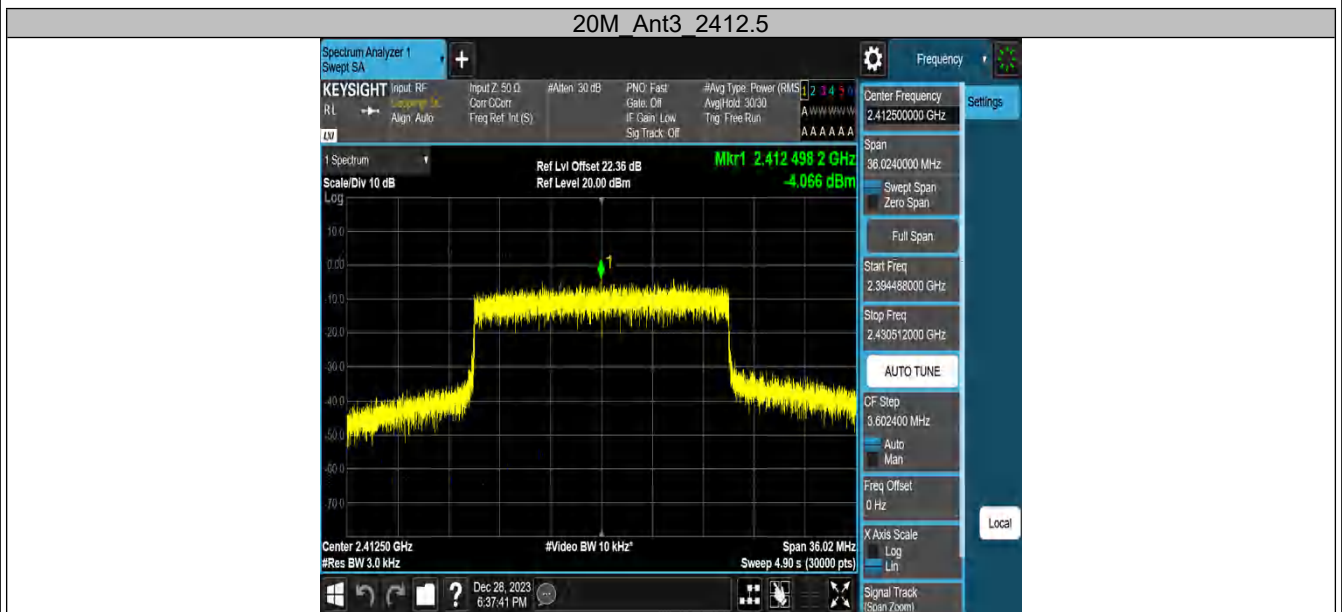 20M_Ant3_2412.5
Spectrum Analyzer 1
Swept SA
+
Frequency
KEYSIGHT
Input: RF
Input Z: 50 Ω
#Atten: 30 dB
PNO: Fast
#Avg Type: Power (RMS
1 2 3 4 5 6
RL
Corr CCorr
Gate: Off
Avg|Hold: 30/30
A W W W W W
Align: Auto
Freq Ref: Int (S)
IF Gain: Low
Trig: Free Run
LXI
Sig Track: Off
A A A A A A
Center Frequency
2.412500000 GHz
Settings
1 Spectrum
Ref Lvl Offset 22.36 dB
Mkr1 2.412 498 2 GHz
Scale/Div 10 dB
Ref Level 20.00 dBm
-4.066 dBm
Log
10.0
0.00
-10.0
-20.0
-30.0
-40.0
-50.0
-60.0
-70.0
1
Span
36.0240000 MHz
Swept Span
Zero Span
Full Span
Start Freq
2.394488000 GHz
Stop Freq
2.430512000 GHz
AUTO TUNE
CF Step
3.602400 MHz
Auto
Man
Freq Offset
0 Hz
X Axis Scale
Log
Lin
Local
Signal Track
(Span Zoom)
Center 2.41250 GHz
#Video BW 10 kHz*
Span 36.02 MHz
#Res BW 3.0 kHz
Sweep 4.90 s (30000 pts)
?
Dec 28, 2023
6:37:41 PM